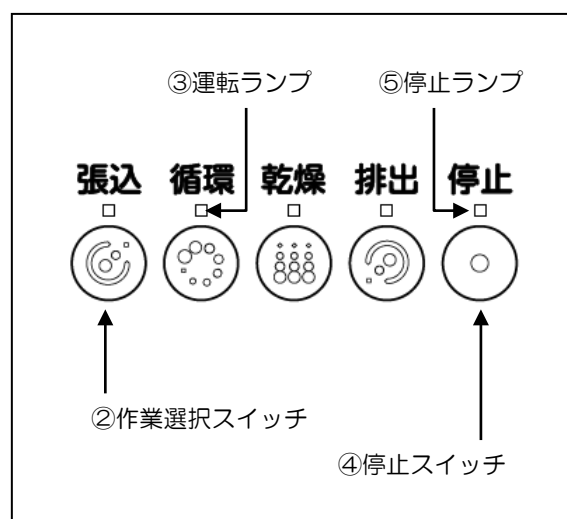 ③運転ランプ ⑤停止ランプ
張込 循環 乾燥 排出 停止
②作業選択スイッチ
④停止スイッチ